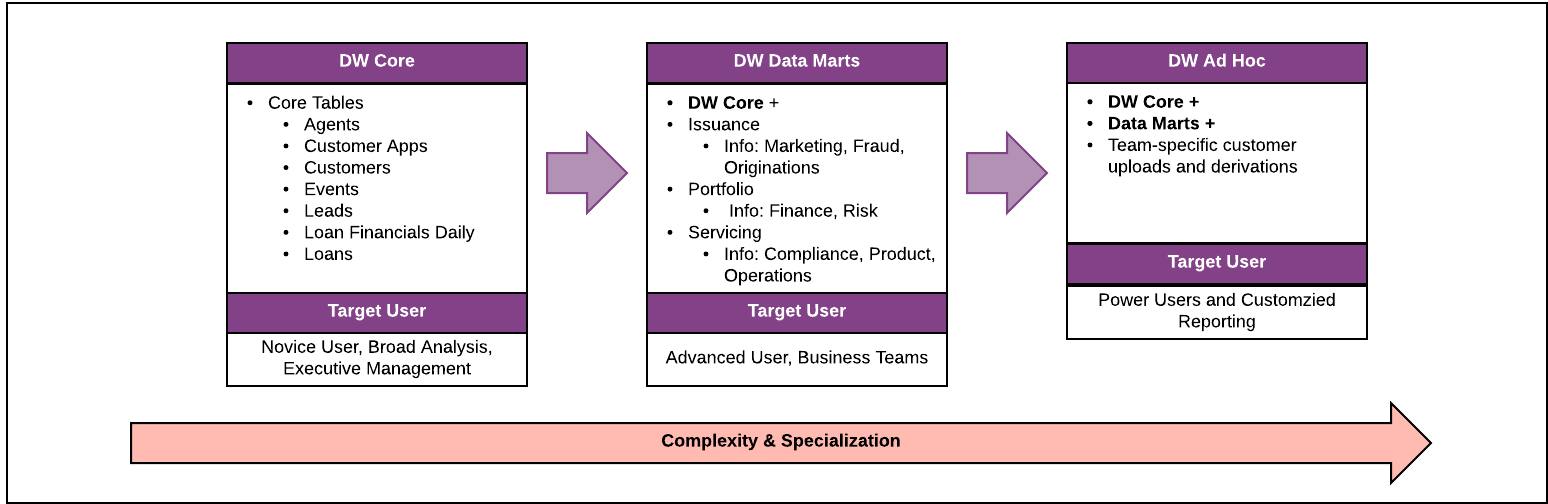 DW Core
• Core Tables
• Agents
• Customer Apps
• Customers
• Events
• Leads
• Loan Financials Daily
• Loans
Target User
Novice User, Broad Analysis,
Executive Management
DW Data Marts
• DW Core +
• Issuance
• Info: Marketing, Fraud,
Originations
• Portfolio
• Info: Finance, Risk
• Servicing
• Info: Compliance, Product,
Operations
Target User
Advanced User, Business Teams
DW Ad Hoc
• DW Core +
• Data Marts +
• Team-specific customer
uploads and derivations
Target User
Power Users and Customzied
Reporting
Complexity & Specialization